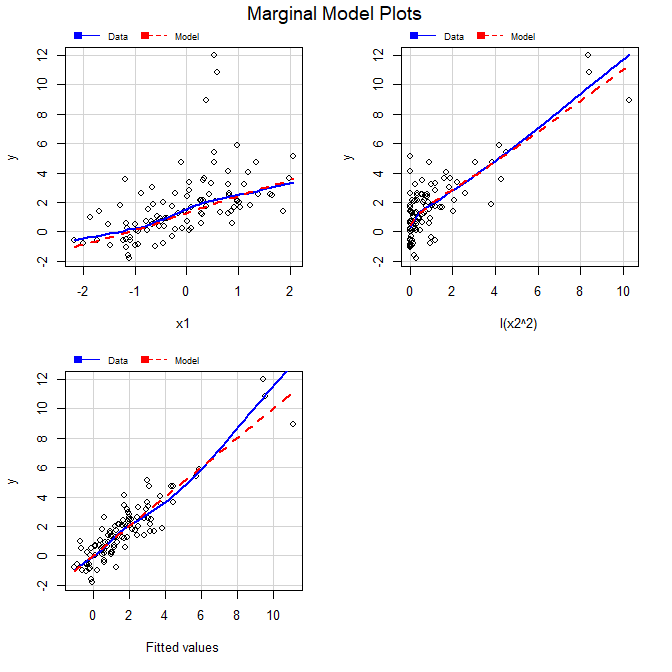 Marginal Model Plots
Data Model
y
12
10
8
6
4
2
0
-2
-2 -1 0 1 2
x1
Data Model
y
12
10
8
6
4
2
0
-2
0 2 4 6 8 10
I(x2^2)
Data Model
y
12
10
8
6
4
2
0
-2
0 2 4 6 8 10
Fitted values